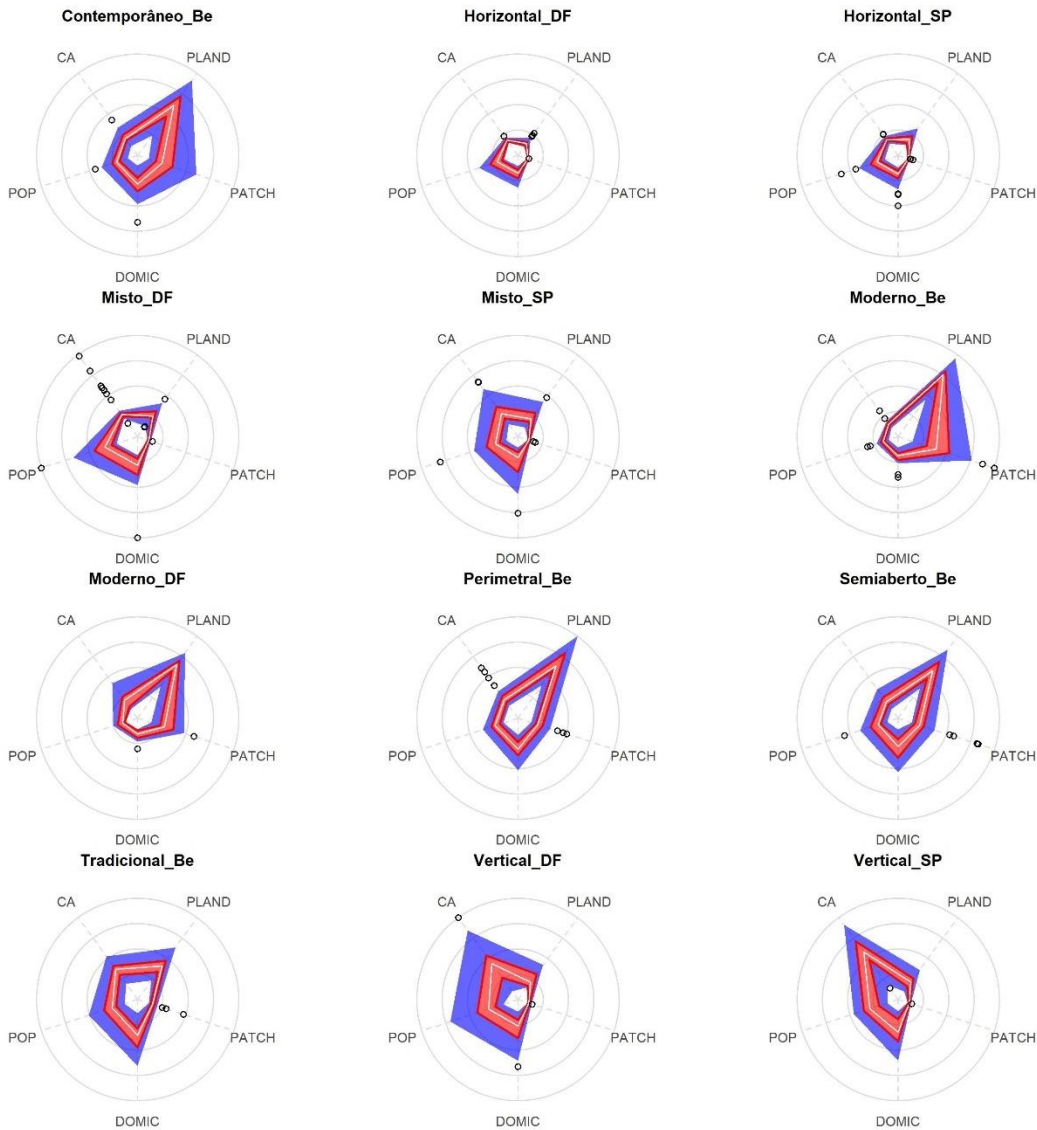 Contemporâneo_Be
Horizontal_DF
Horizontal_SP
CA
PLAND
CA
PLAND
CA
PLAND
POP
PATCH
POP
PATCH
POP
PATCH
DOMIC
DOMIC
DOMIC
Misto_DF
Misto_SP
Moderno_Be
CA
PLAND
CA
PLAND
CA
PLAND
POP
PATCH
POP
PATCH
POP
PATCH
DOMIC
DOMIC
DOMIC
Moderno_DF
Perimetral_Be
Semiaberto_Be
CA
PLAND
CA
PLAND
CA
PLAND
POP
PATCH
POP
PATCH
POP
PATCH
DOMIC
DOMIC
DOMIC
Tradicional_Be
Vertical_DF
Vertical_SP
CA
PLAND
CA
PLAND
CA
PLAND
POP
PATCH
POP
PATCH
POP
PATCH
DOMIC
DOMIC
DOMIC